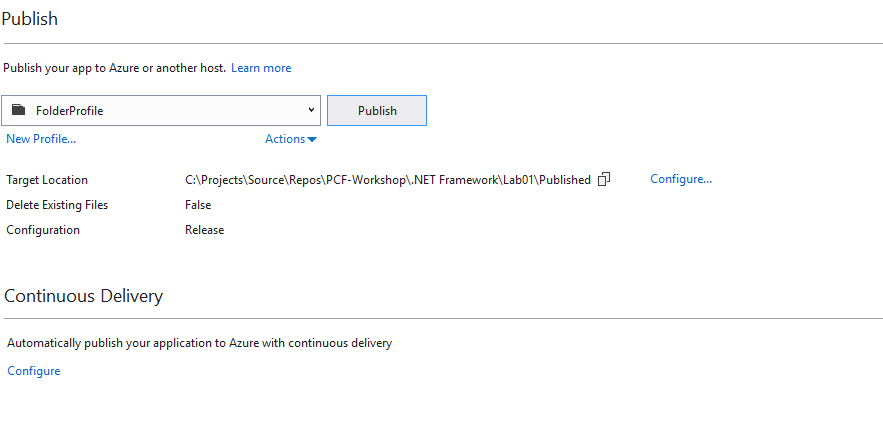 Publish
Publish your app to Azure or another host. Learn more
FolderProfile Publish
New Profile... Actions
Target Location C:\Projects\Source\Repos\PCF-Workshop\.NET Framework\Lab01\Published Configure...
Delete Existing Files False
Configuration Release
Continuous Delivery
Automatically publish your application to Azure with continuous delivery
Configure